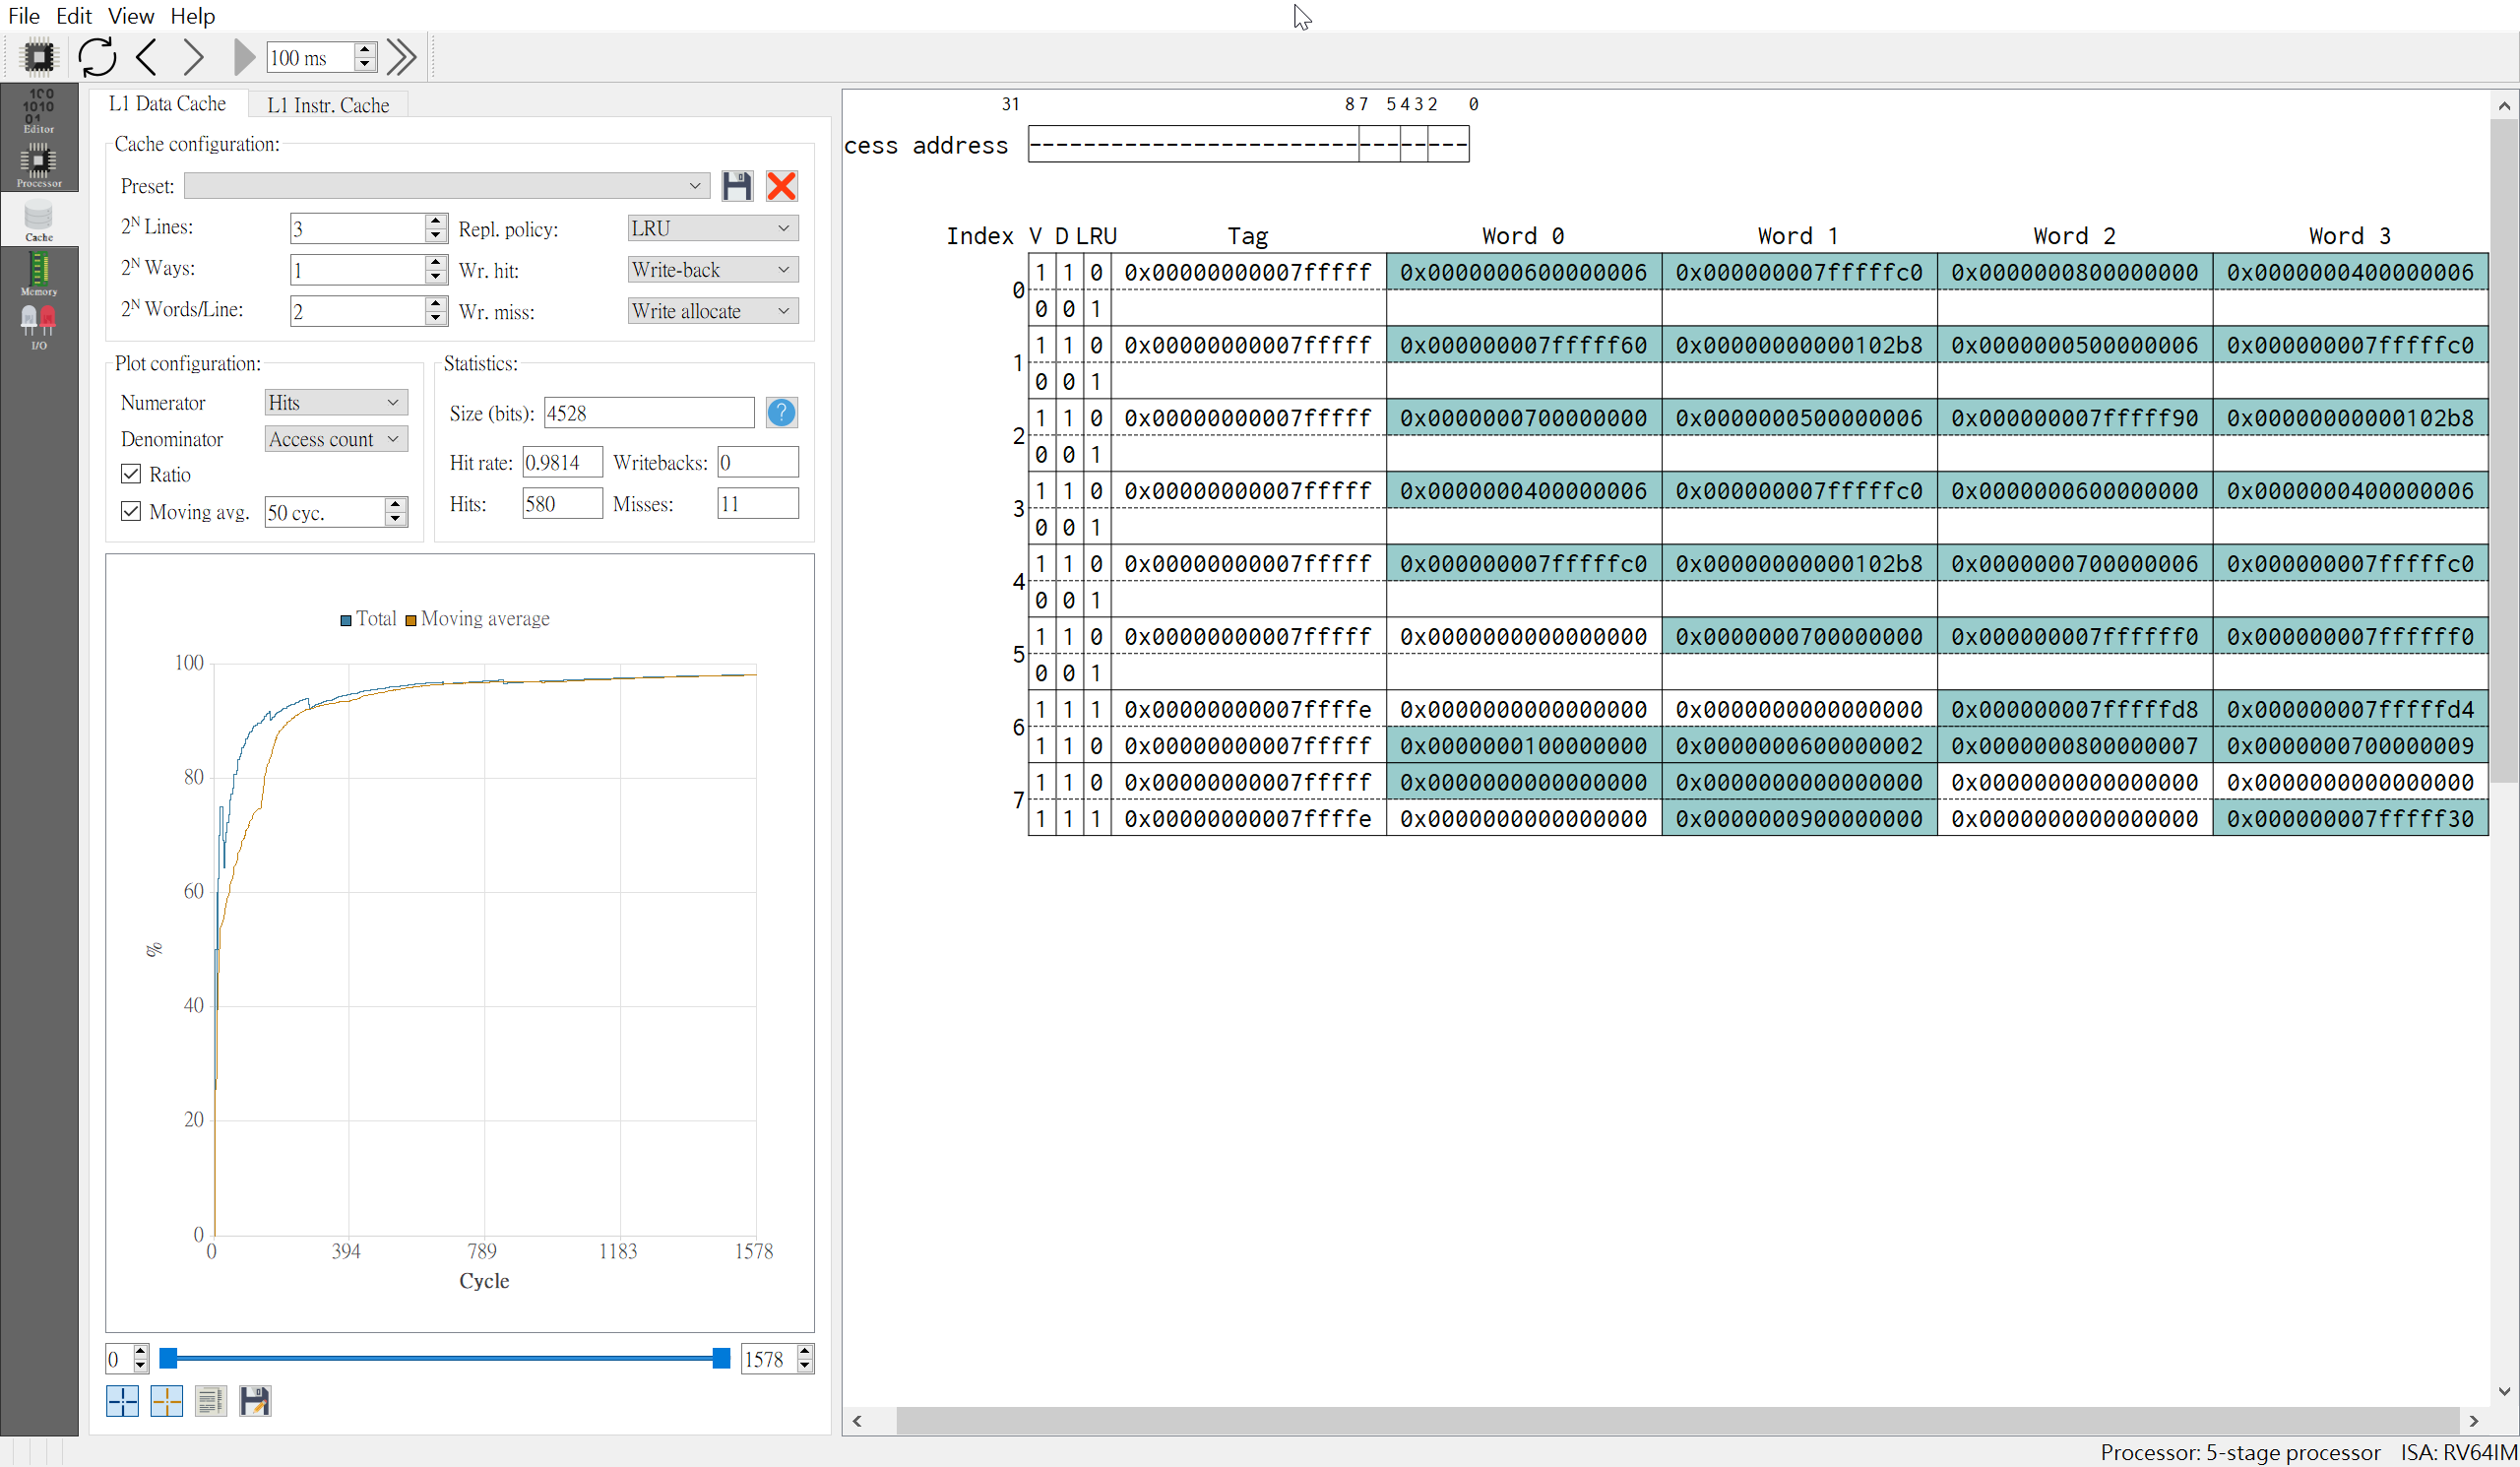 File Edit View Help
100 ms
100
1010
01
Editor
Processor
Cache
Memory
I/O
L1 Data Cache L1 Instr. Cache
Cache configuration:
Preset:
2^N Lines: 3 Repl. policy: LRU
2^N Ways: 1 Wr. hit: Write-back
2^N Words/Line: 2 Wr. miss: Write allocate
Plot configuration:
Numerator Hits
Denominator Access count
Ratio
Moving avg. 50 cyc.
Statistics:
Size (bits): 4528 ?
Hit rate: 0.9814 Writebacks: 0
Hits: 580 Misses: 11
Total Moving average
100
80
60
40
20
0
%
0 394 789 1183 1578
Cycle
0 1578
31 8 7 5 4 3 2 0
cess address --------------------------------
Index V D LRU Tag Word 0 Word 1 Word 2 Word 3
0
1 1 0 0x00000000007fffff 0x0000000600000006 0x000000007fffffc0 0x0000000800000000 0x0000000400000006
0 0 1
1
1 1 0 0x00000000007fffff 0x000000007fffff60 0x00000000000102b8 0x0000000500000006 0x000000007fffffc0
0 0 1
2
1 1 0 0x00000000007fffff 0x0000000700000000 0x0000000500000006 0x000000007fffff90 0x00000000000102b8
0 0 1
3
1 1 0 0x00000000007fffff 0x0000000400000006 0x000000007fffffc0 0x0000000600000000 0x0000000400000006
0 0 1
4
1 1 0 0x00000000007fffff 0x000000007fffffc0 0x00000000000102b8 0x0000000700000006 0x000000007fffffc0
0 0 1
5
1 1 0 0x00000000007fffff 0x0000000000000000 0x0000000700000000 0x000000007ffffff0 0x000000007ffffff0
0 0 1
6
1 1 1 0x00000000007ffffe 0x0000000000000000 0x0000000000000000 0x000000007fffffd8 0x000000007fffffd4
1 1 0 0x00000000007fffff 0x0000000100000000 0x0000000600000002 0x0000000800000007 0x0000000700000009
7
1 1 0 0x00000000007fffff 0x0000000000000000 0x0000000000000000 0x0000000000000000 0x0000000000000000
1 1 1 0x00000000007ffffe 0x0000000000000000 0x0000000900000000 0x0000000000000000 0x000000007fffff30
Processor: 5-stage processor ISA: RV64IM